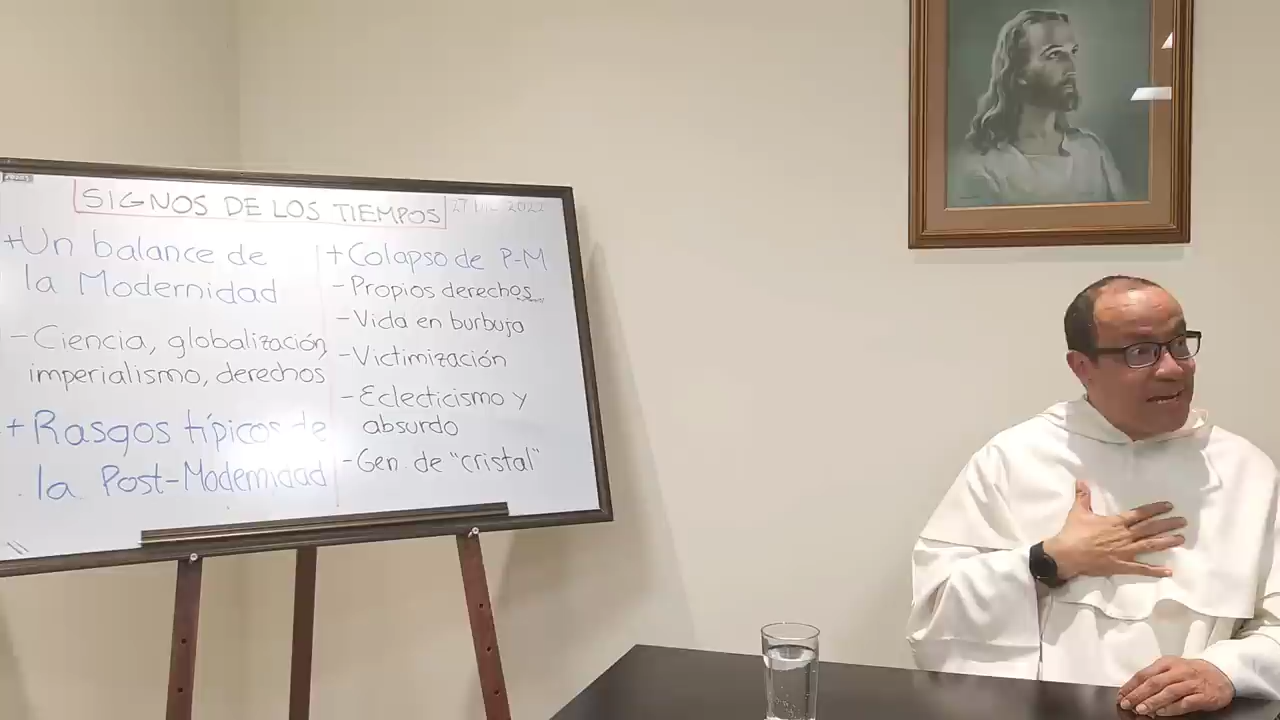 SIGNOS DE LOS TIEMPOS
+Un balance de
la Modernidad
-Ciencia, globalización,
imperialismo, derechos
+Rasgos típicos de
la Post-Modernidad
+Colapso de P-M
-Propios derechos
-Vida en burbuja
-Victimización
-Eclecticismo y
absurdo
-Gen. de "cristal"